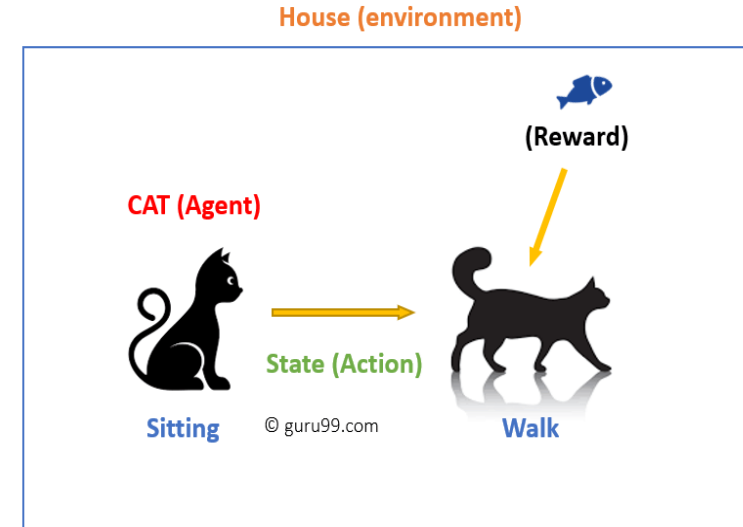 House (environment)
(Reward)
CAT (Agent)
State (Action)
Sitting
© guru99.com
Walk